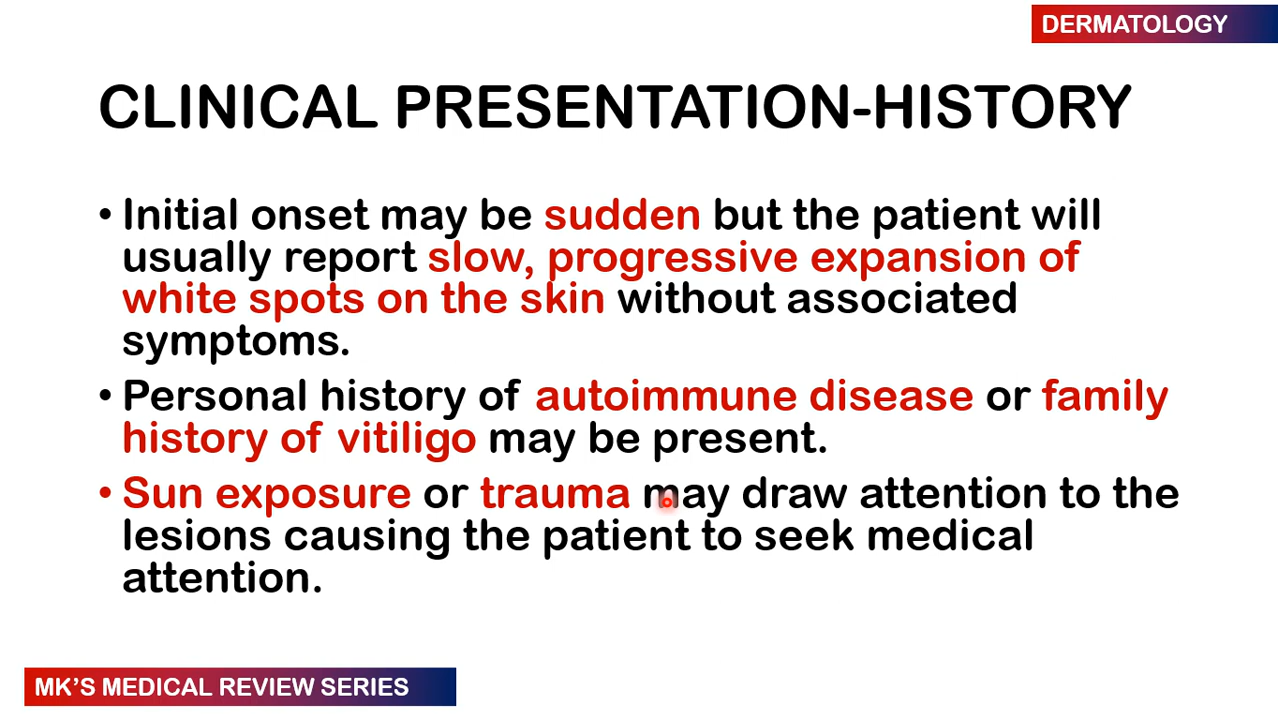 DERMATOLOGY
CLINICAL PRESENTATION-HISTORY
• Initial onset may be sudden but the patient will
usually report slow, progressive expansion of
white spots on the skin without associated
symptoms.
• Personal history of autoimmune disease or family
history of vitiligo may be present.
• Sun exposure or trauma may draw attention to the
lesions causing the patient to seek medical
attention.
MK'S MEDICAL REVIEW SERIES